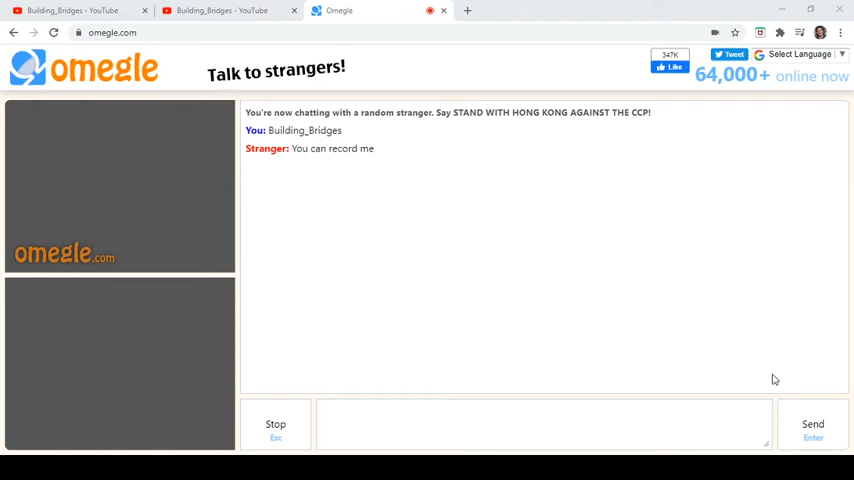 Building_Bridges - YouTube
Building_Bridges - YouTube
Omegle
omegle.com
omegle
Talk to strangers!
347K
Like
Tweet
Select Language
64,000+ online now
You're now chatting with a random stranger. Say STAND WITH HONG KONG AGAINST THE CCP!
You: Building_Bridges
Stranger: You can record me
omegle.com
Stop
Esc
Send
Enter